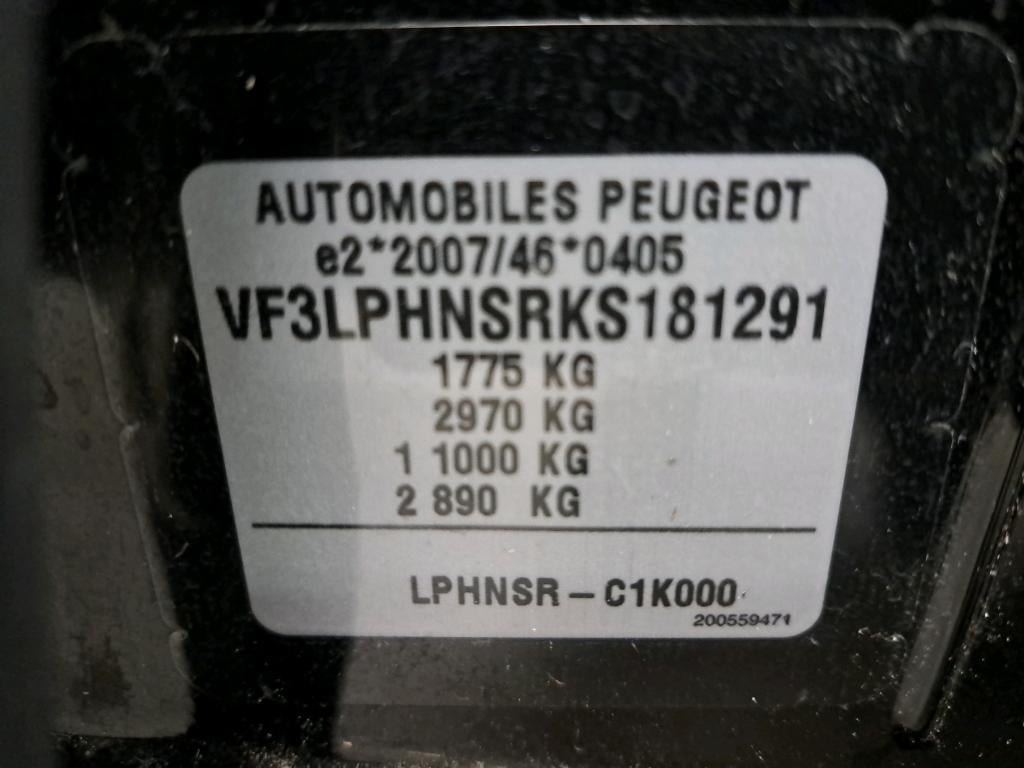 AUTOMOBILES PEUGEOT
e2*2007/46*0405
VF3LPHNSRKS181291
1775 KG
2970 KG
1 1000 KG
2 890 KG
LPHNSR – C1K000
200559471